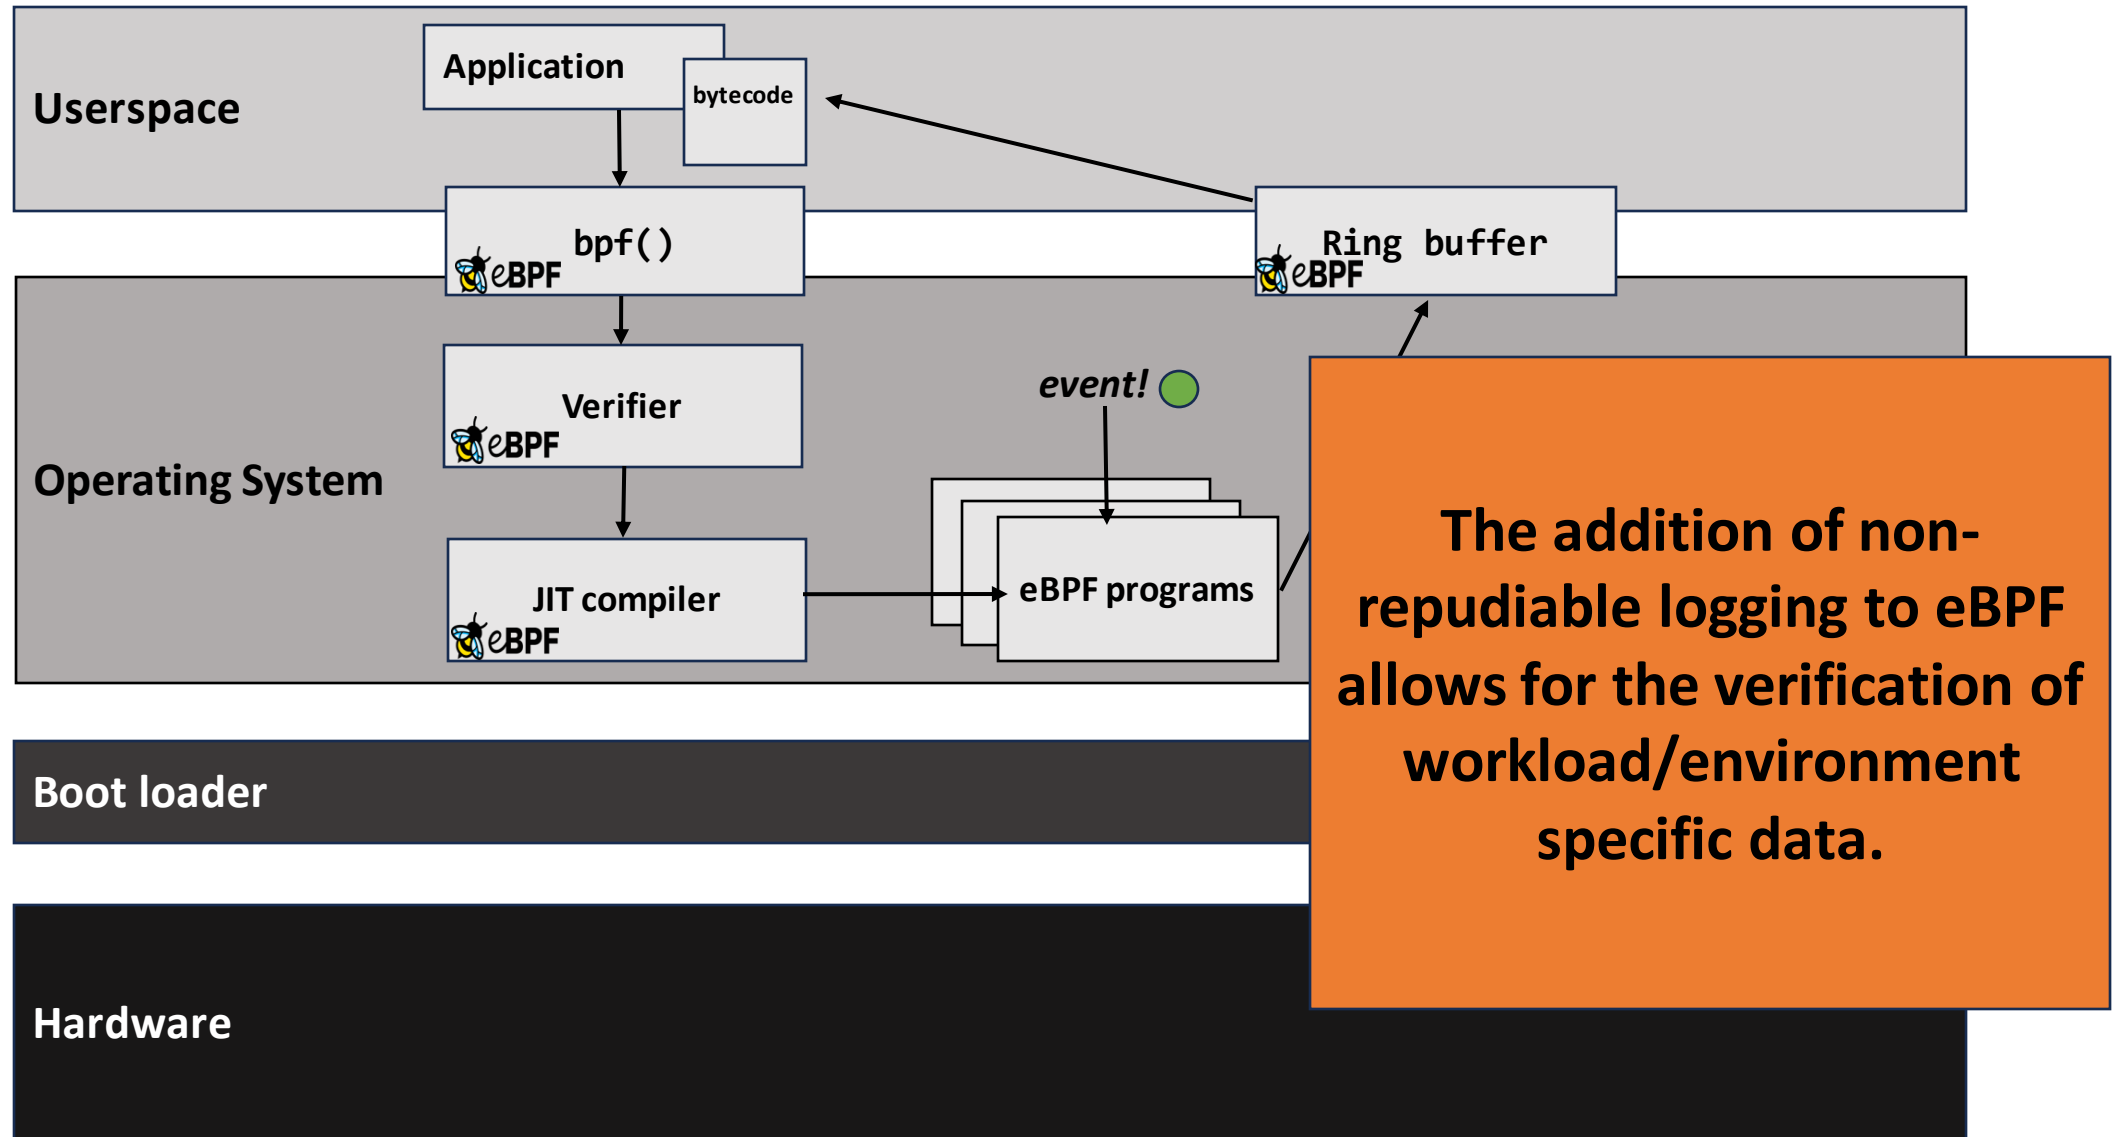 Application
bytecode
Userspace
bpf()
eBPF
Ring buffer
eBPF
Verifier
eBPF
event!
Operating System
JIT compiler
eBPF
eBPF programs
The addition of non-
repudiable logging to eBPF
allows for the verification of
workload/environment
specific data.
Boot loader
Hardware